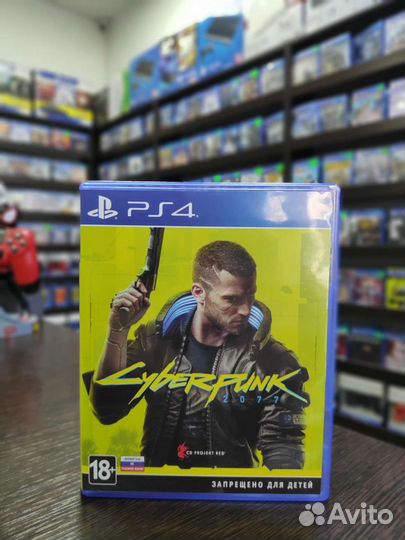 PS4
CYBERPUNK
2077
CD PROJEKT RED
18+
ЗАПРЕЩЕНО ДЛЯ ДЕТЕЙ
Avito